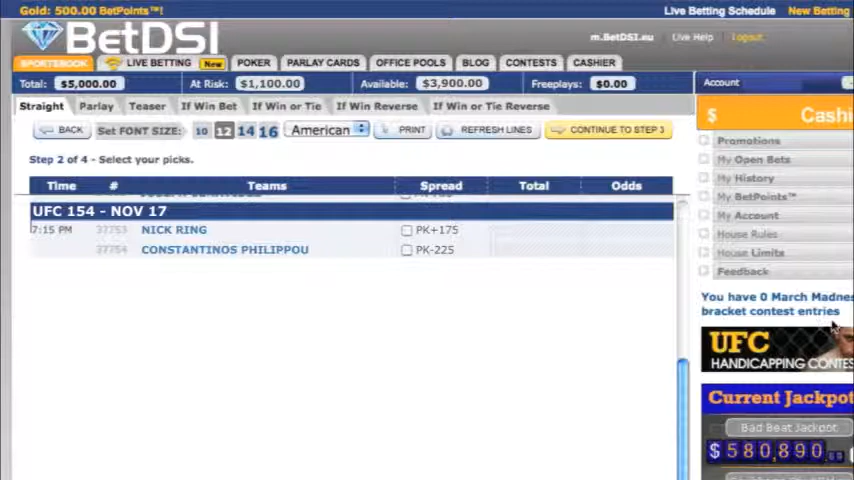 Gold: 500.00 BetPoints™!
Live Betting Schedule New Betting
BetDSI
m.BetDSI.eu Live Help Logout
SPORTSBOOK LIVE BETTING New POKER PARLAY CARDS OFFICE POOLS BLOG CONTESTS CASHIER
Total: $5,000.00 At Risk: $1,100.00 Available: $3,900.00 Freeplays: $0.00
Account
Straight Parlay Teaser If Win Bet If Win or Tie If Win Reverse If Win or Tie Reverse
$ Cashi
BACK Set FONT SIZE: 10 12 14 16 American PRINT REFRESH LINES CONTINUE TO STEP 3
Promotions
Step 2 of 4 - Select your picks.
My Open Bets
My History
Time # Teams Spread Total Odds
My BetPoints™
UFC 154 - NOV 17
My Account
7:15 PM 37753 NICK RING PK+175
House Rules
37754 CONSTANTINOS PHILIPPOU PK-225
House Limits
Feedback
You have 0 March Madnes
bracket contest entries
UFC
HANDICAPPING CONTES
Current Jackpot
Bad Beat Jackpot
$580,890